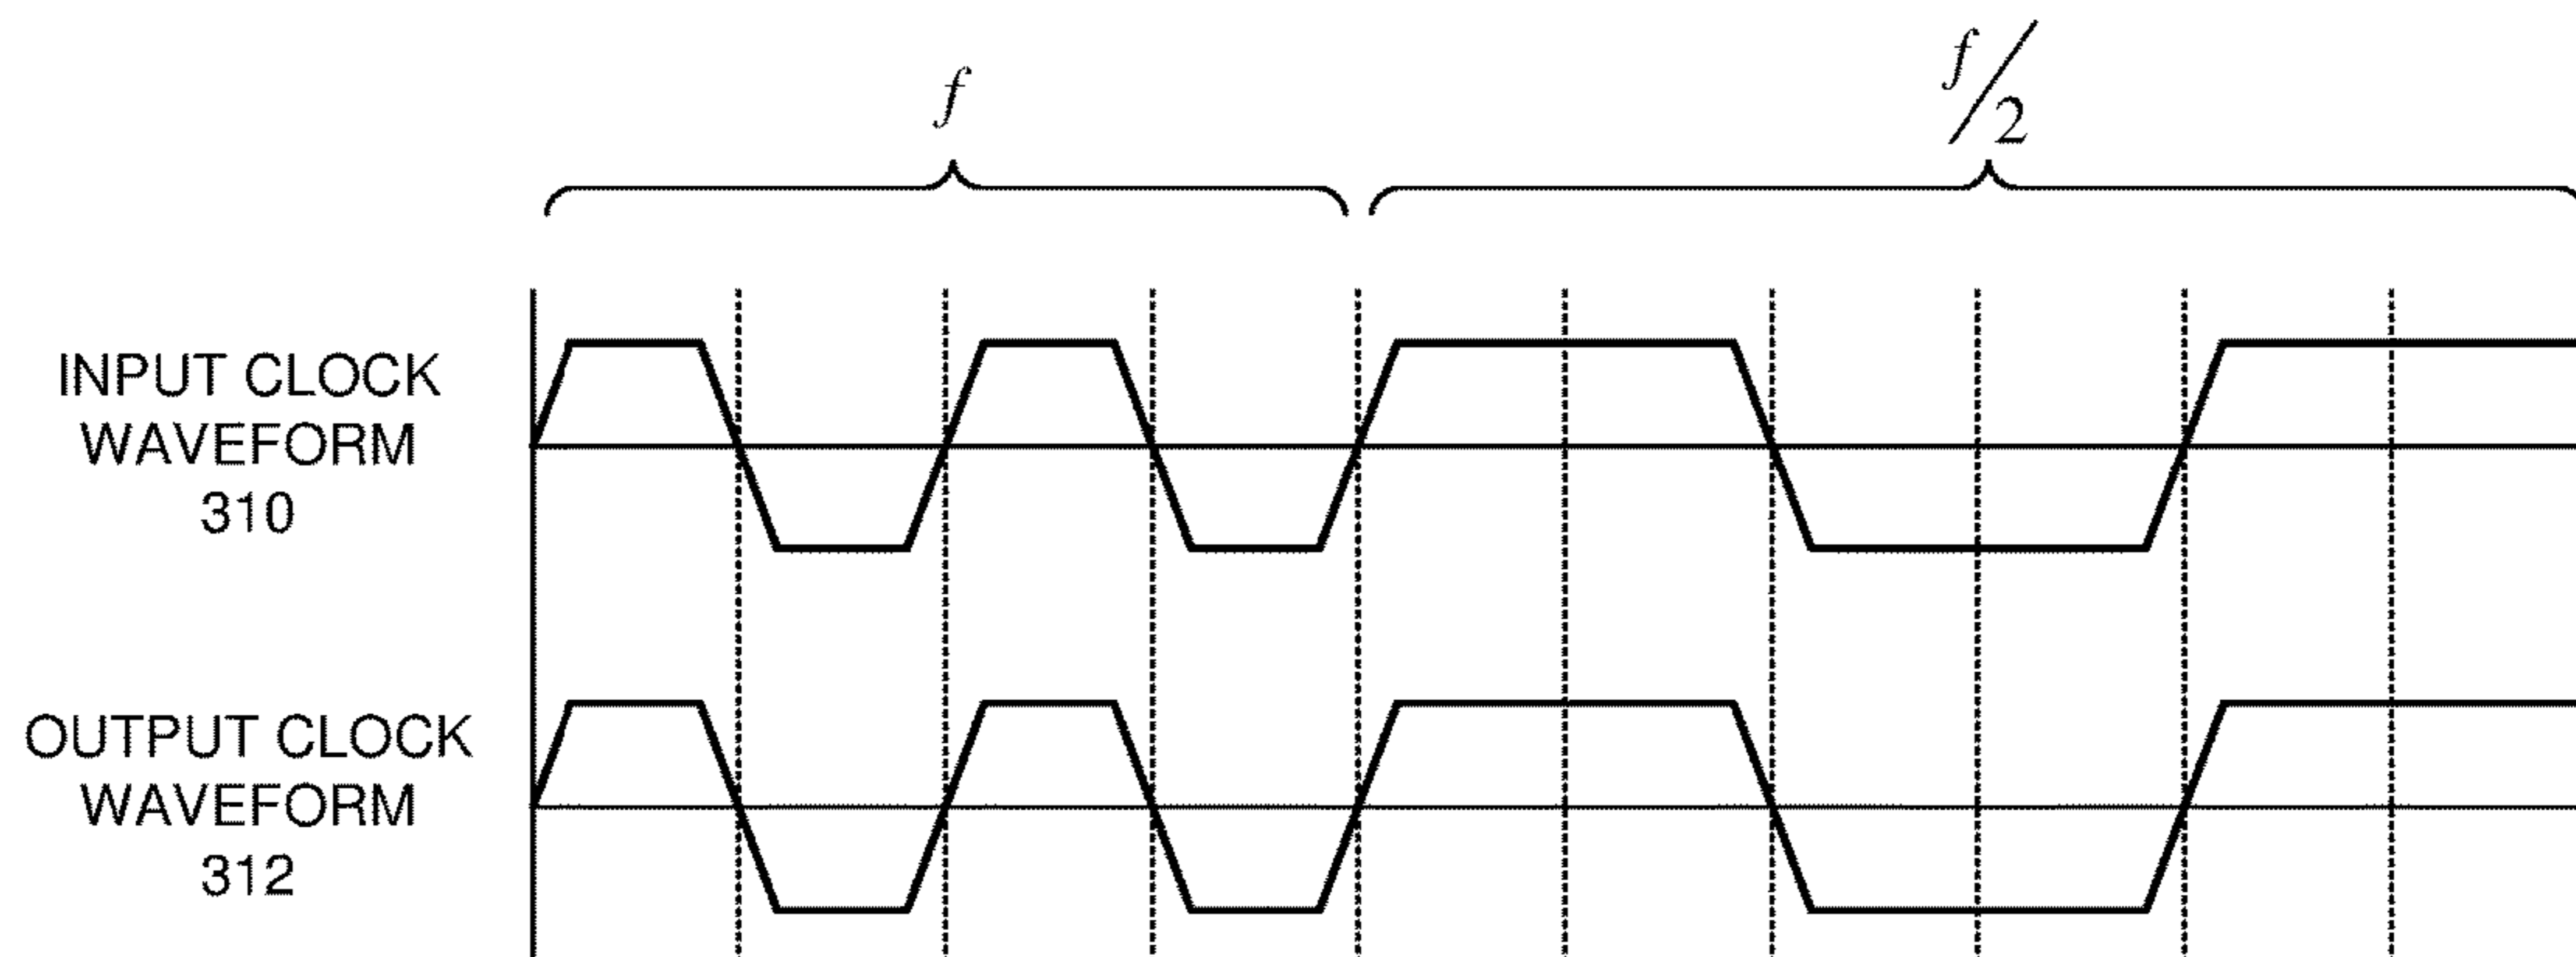 f
f/2
INPUT CLOCK
WAVEFORM
310
OUTPUT CLOCK
WAVEFORM
312